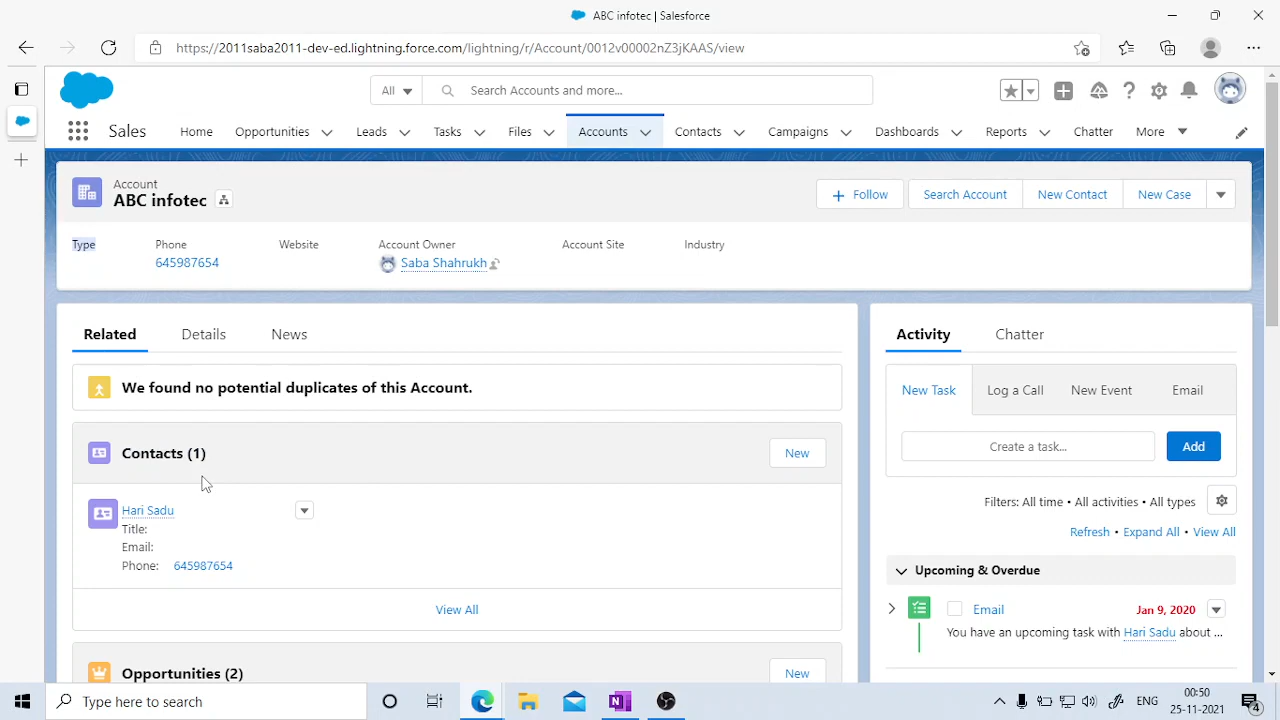 ABC infotec | Salesforce
https://2011saba2011-dev-ed.lightning.force.com/lightning/r/Account/0012v00002nZ3jKAAS/view
All
Search Accounts and more...
Sales
Home
Opportunities
Leads
Tasks
Files
Accounts
Contacts
Campaigns
Dashboards
Reports
Chatter
More
Account
ABC infotec
Follow
Search Account
New Contact
New Case
Type
Phone
Website
Account Owner
Account Site
Industry
645987654
Saba Shahrukh
Related
Details
News
We found no potential duplicates of this Account.
Contacts (1)
New
Hari Sadu
Title:
Email:
Phone: 645987654
View All
Opportunities (2)
New
Activity
Chatter
New Task
Log a Call
New Event
Email
Create a task...
Add
Filters: All time • All activities • All types
Refresh • Expand All • View All
Upcoming & Overdue
Email
Jan 9, 2020
You have an upcoming task with Hari Sadu about ...
Type here to search
ENG
00:50
25-11-2021
4